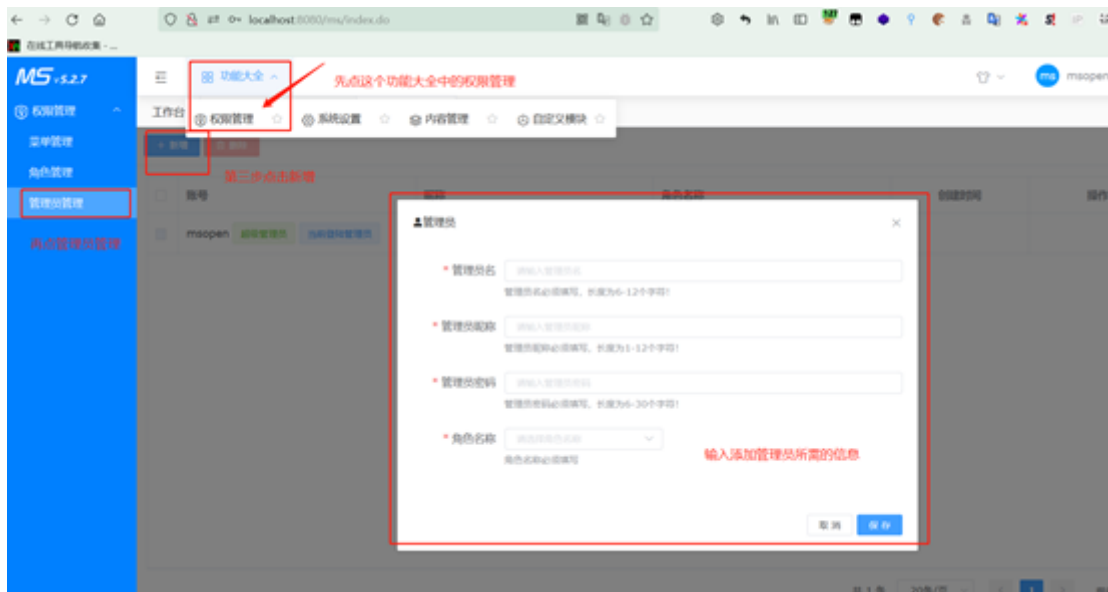 localhost:8080/ms/index.do
在线工具导航收集 - ...
MS v5.2.7
功能大全
先点这个功能大全中的权限管理
ms msopen
权限管理
工作台
权限管理 系统设置 内容管理 自定义模块
菜单管理
+ 新增 删除
角色管理
第三步点击新增
管理员管理
账号 昵称 角色名称 创建时间 操作
再点管理员管理
msopen 超级管理员 当前登陆管理员
管理员
* 管理员名 请输入管理员名
管理员名必须填写，长度为6-12个字符!
* 管理员昵称 请输入管理员昵称
管理员昵称必须填写，长度为1-12个字符!
* 管理员密码 请输入管理员密码
管理员密码必须填写，长度为6-30个字符!
* 角色名称 请选择角色名称
角色名称必须填写
输入添加管理员所需的信息
取消 保存
共 1 条 20条/页 1